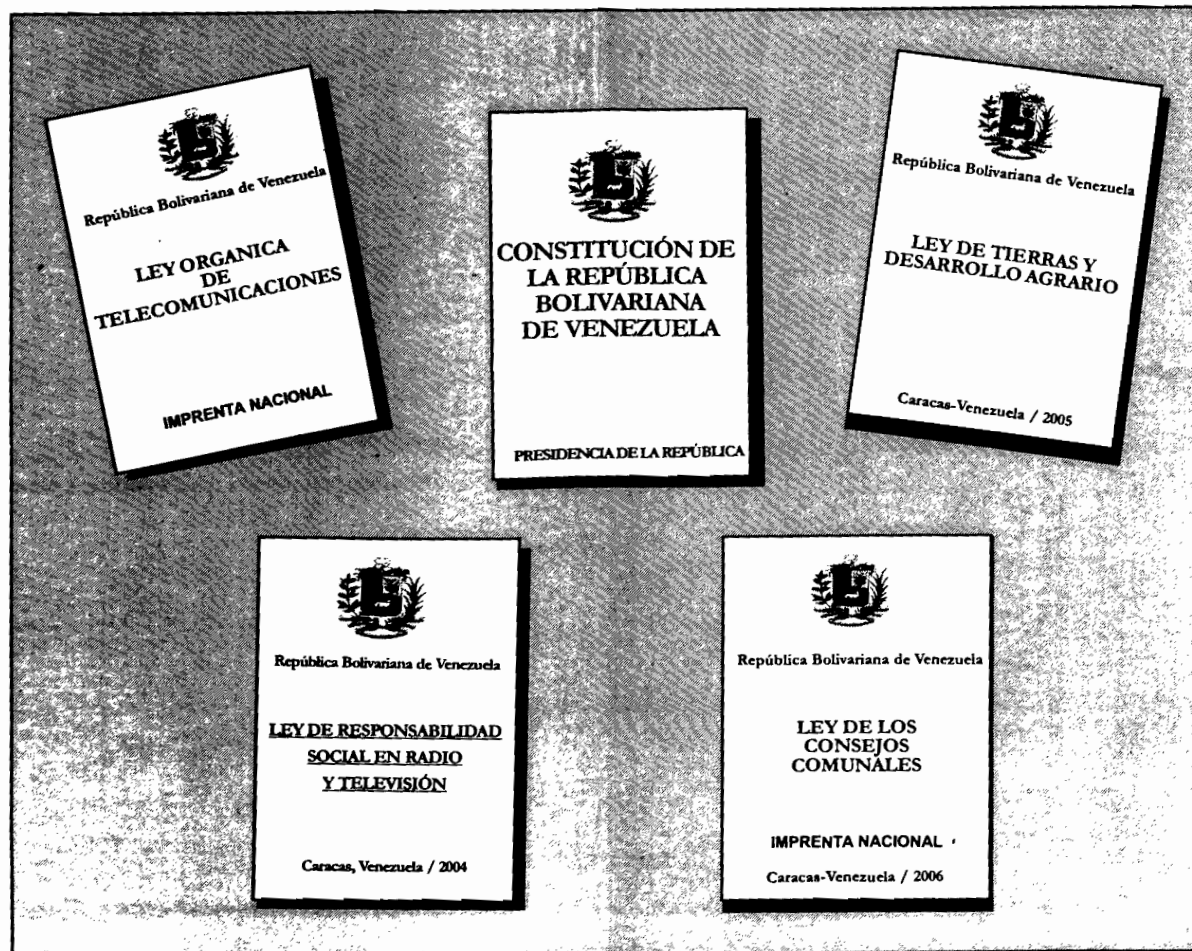 República Bolivariana de Venezuela
LEY ORGANICA
DE
TELECOMUNICACIONES
IMPRENTA NACIONAL
CONSTITUCIÓN DE
LA REPÚBLICA
BOLIVARIANA
DE VENEZUELA
PRESIDENCIA DE LA REPÚBLICA
República Bolivariana de Venezuela
LEY DE TIERRAS Y
DESARROLLO AGRARIO
Caracas-Venezuela / 2005
República Bolivariana de Venezuela
LEY DE RESPONSABILIDAD
SOCIAL EN RADIO
Y TELEVISIÓN
Caracas, Venezuela / 2004
República Bolivariana de Venezuela
LEY DE LOS
CONSEJOS
COMUNALES
IMPRENTA NACIONAL
Caracas-Venezuela / 2006